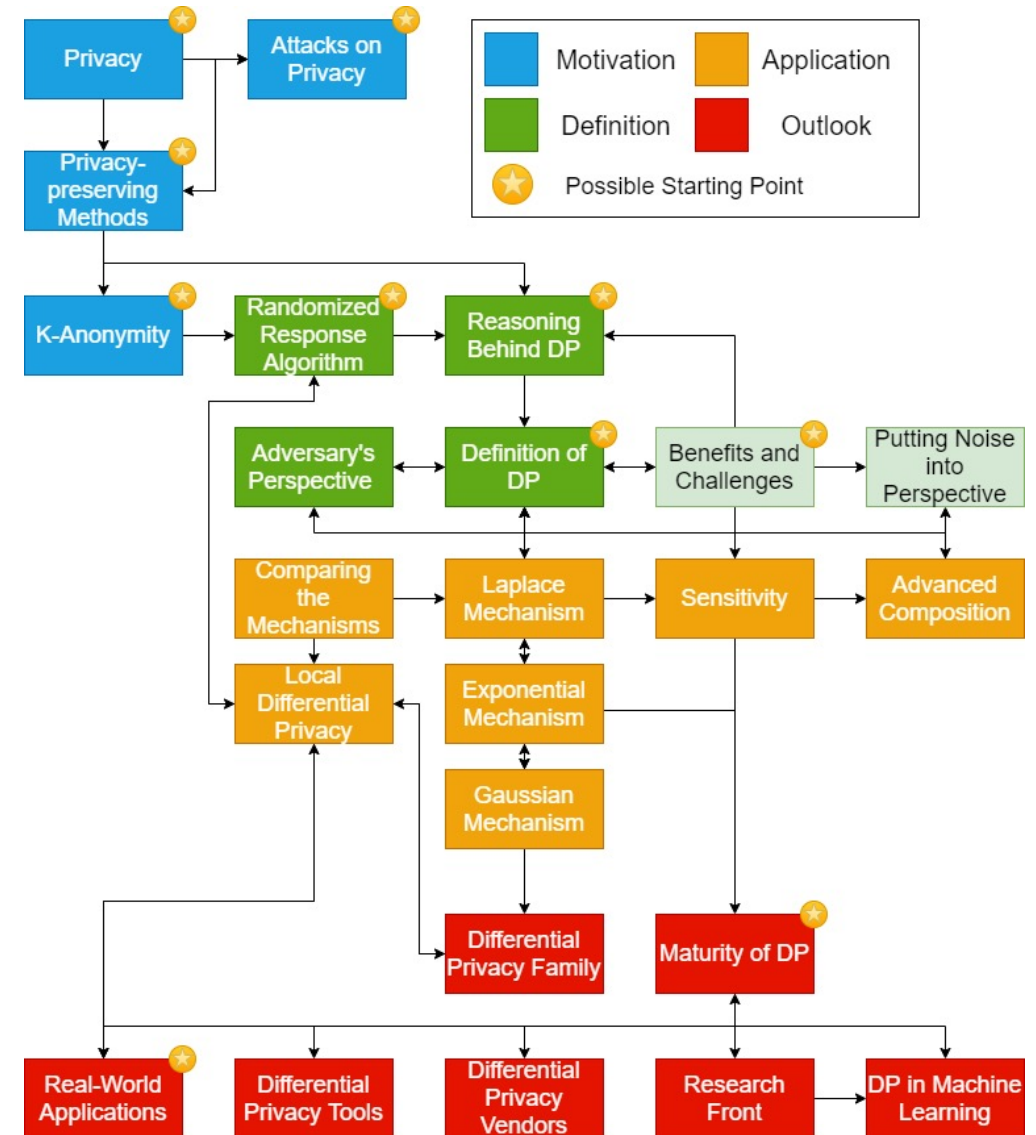 Privacy
Attacks on
Privacy
Motivation
Application
Definition
Outlook
Possible Starting Point
Privacy-
preserving
Methods
K-Anonymity
Randomized
Response
Algorithm
Reasoning
Behind DP
Adversary's
Perspective
Definition of
DP
Benefits and
Challenges
Putting Noise
into
Perspective
Comparing
the
Mechanisms
Laplace
Mechanism
Sensitivity
Advanced
Composition
Local
Differential
Privacy
Exponential
Mechanism
Gaussian
Mechanism
Differential
Privacy Family
Maturity of DP
Real-World
Applications
Differential
Privacy Tools
Differential
Privacy
Vendors
Research
Front
DP in Machine
Learning